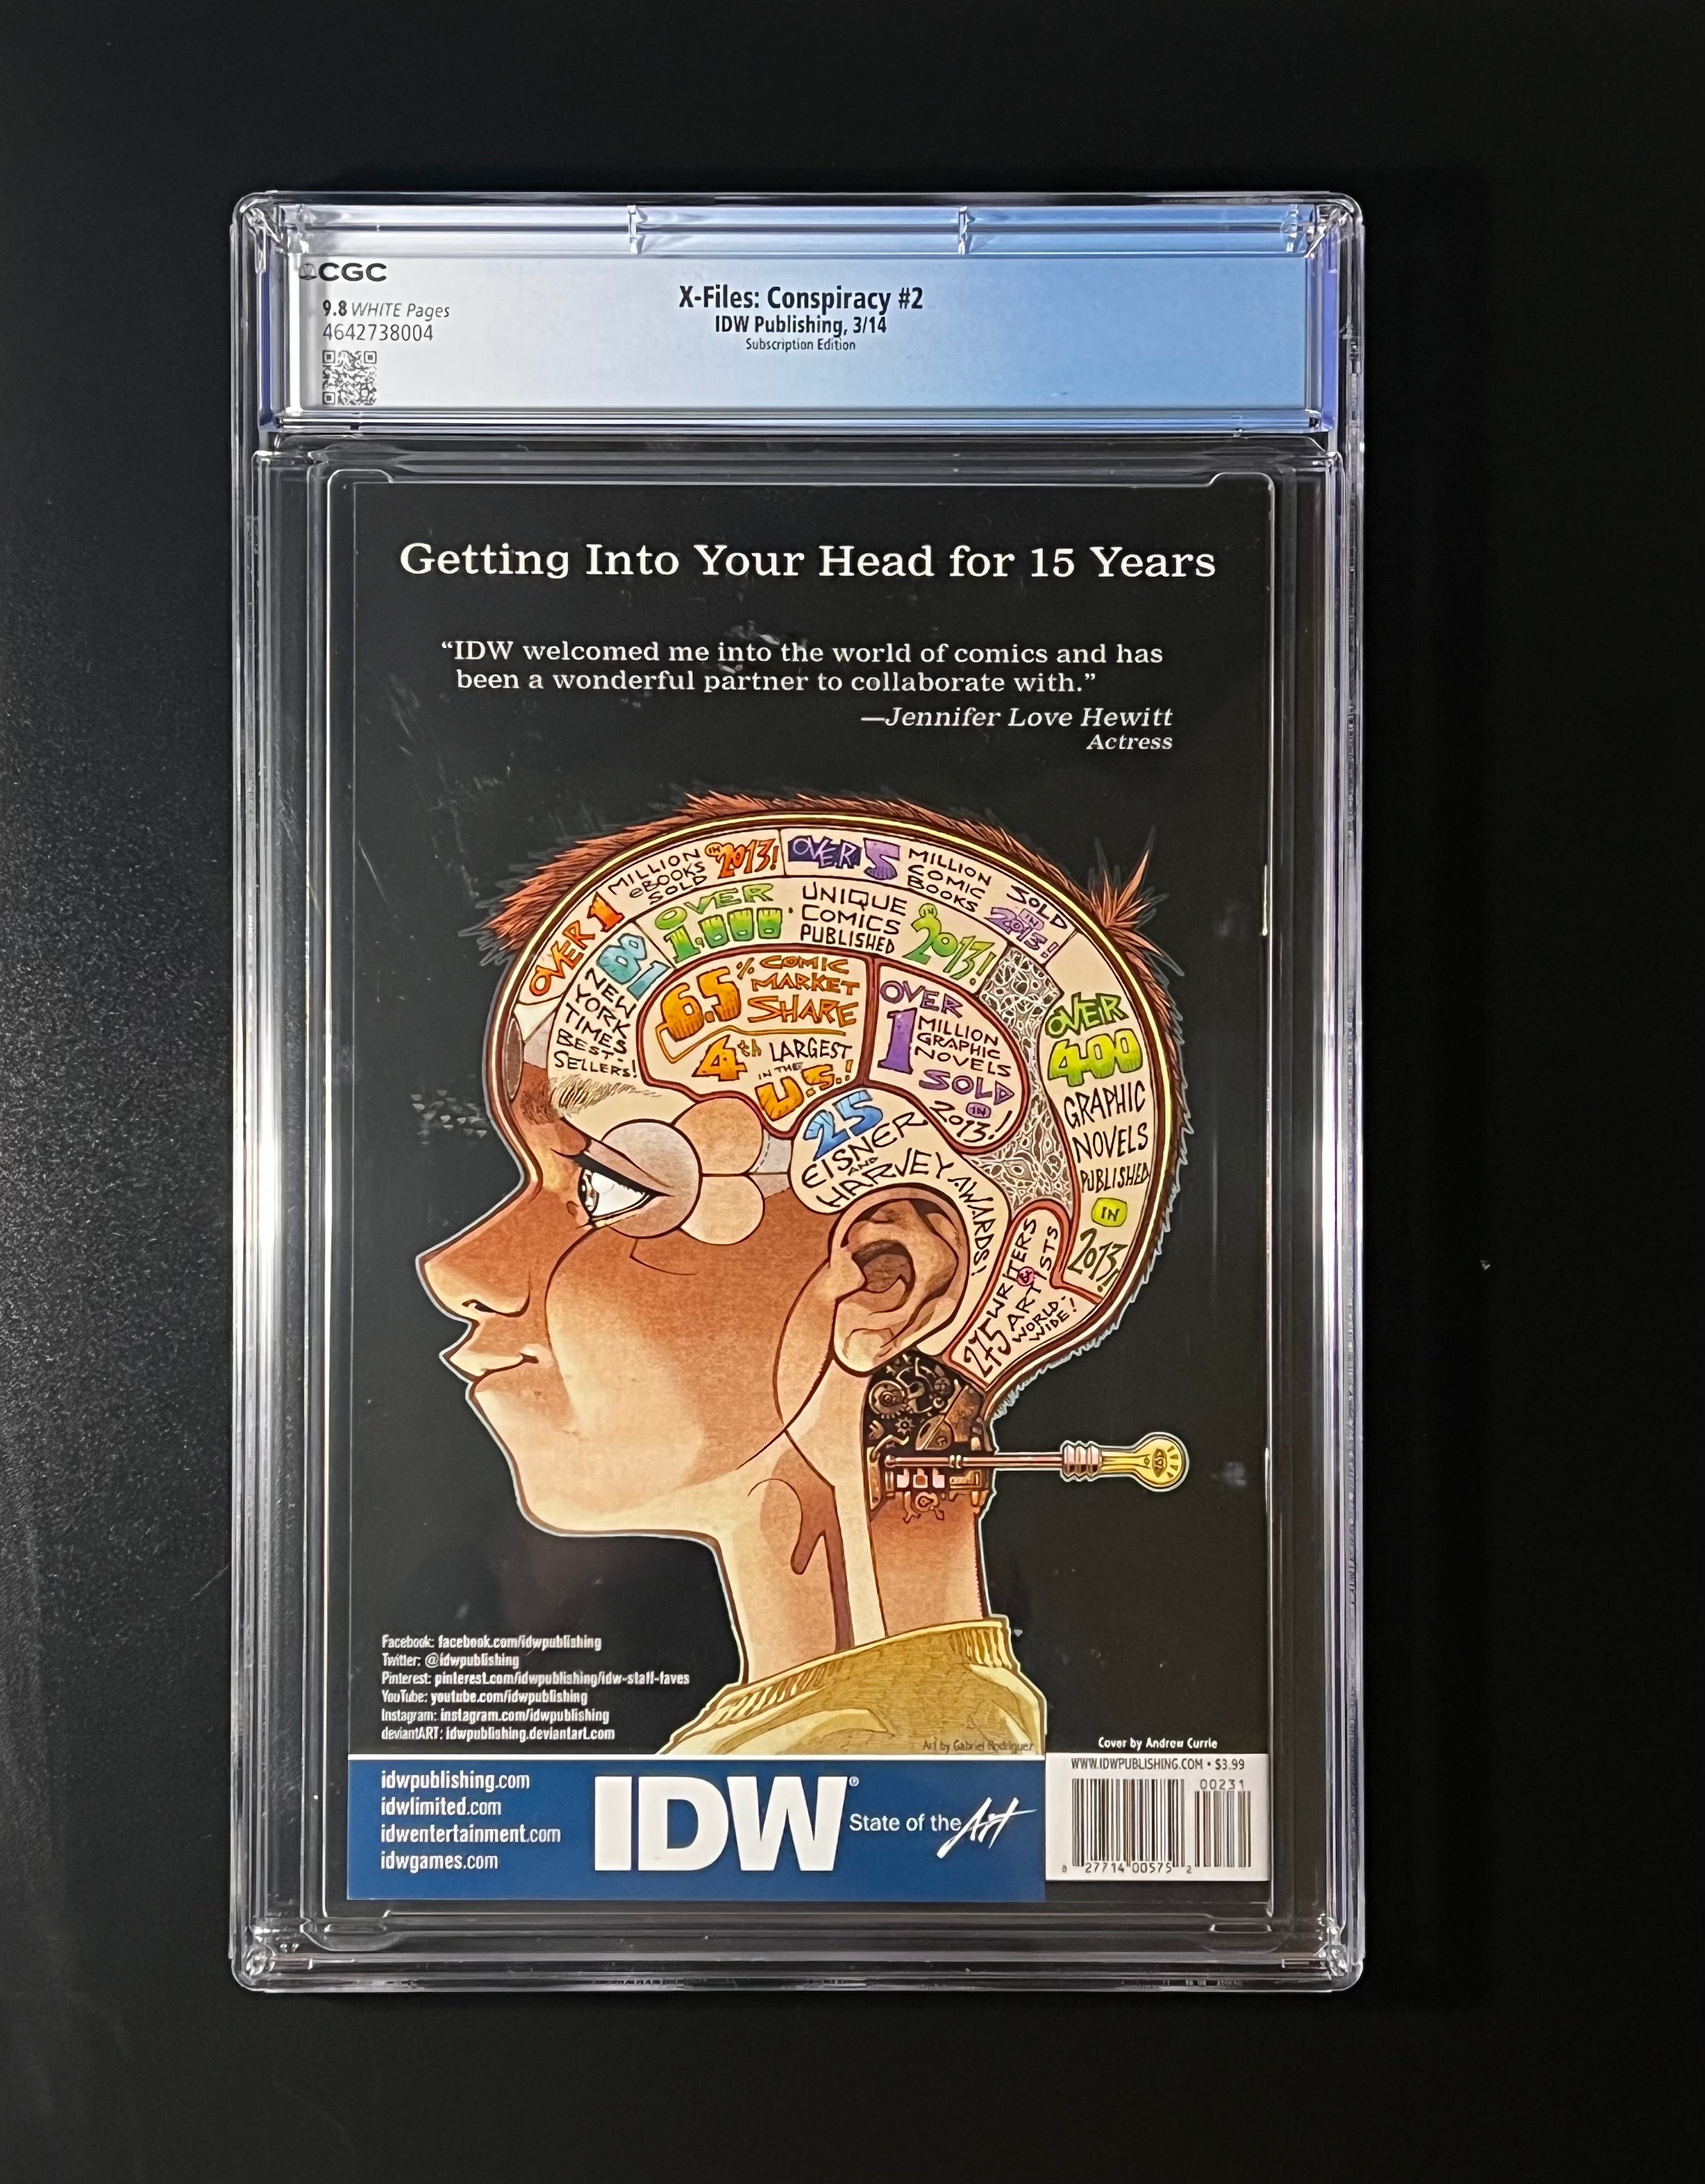 CGC
9.8 WHITE Pages
4642738004
X-Files: Conspiracy #2
IDW Publishing, 3/14
Subscription Edition
Getting Into Your Head for 15 Years
“IDW welcomed me into the world of comics and has
been a wonderful partner to collaborate with.”
—Jennifer Love Hewitt
Actress
OVER 1 MILLION eBOOKS SOLD IN 2013!
OVER 5 MILLION COMIC BOOKS SOLD IN 2013!
OVER 1,000 UNIQUE COMICS PUBLISHED IN 2013!
NEW YORK TIMES BEST-SELLERS!
6.5% COMIC MARKET SHARE
4th LARGEST IN THE U.S.!
OVER 1 MILLION GRAPHIC NOVELS SOLD IN 2013!
OVER 400 GRAPHIC NOVELS PUBLISHED IN 2013!
25 EISNER AND HARVEY AWARDS!
275 WRITERS & ARTISTS WORLD-WIDE!
Facebook: facebook.com/idwpublishing
Twitter: @idwpublishing
Pinterest: pinterest.com/idwpublishing/idw-staff-faves
YouTube: youtube.com/idwpublishing
Instagram: instagram.com/idwpublishing
deviantART: idwpublishing.deviantart.com
Art by Gabriel Rodriguez
Cover by Andrew Currie
idwpublishing.com
idwlimited.com
idwentertainment.com
idwgames.com
IDW®
State of the Art
WWW.IDWPUBLISHING.COM • $3.99
00231
8 27714 00575 2